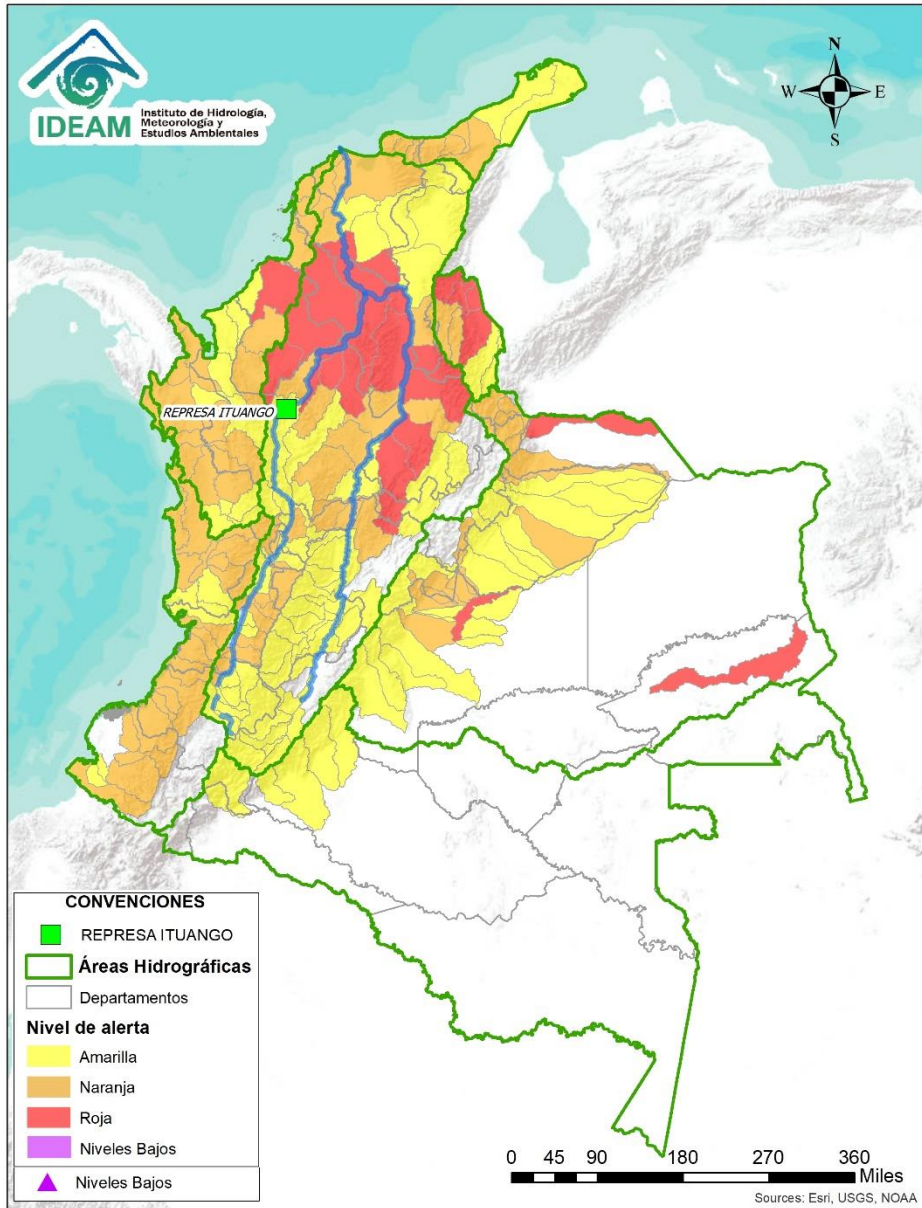 IDEAM
Instituto de Hidrología,
Meteorología y
Estudios Ambientales
N
W E
S
REPRESA ITUANGO
CONVENCIONES
REPRESA ITUANGO
Áreas Hidrográficas
Departamentos
Nivel de alerta
Amarilla
Naranja
Roja
Niveles Bajos
Niveles Bajos
0 45 90 180 270 360
Miles
Sources: Esri, USGS, NOAA